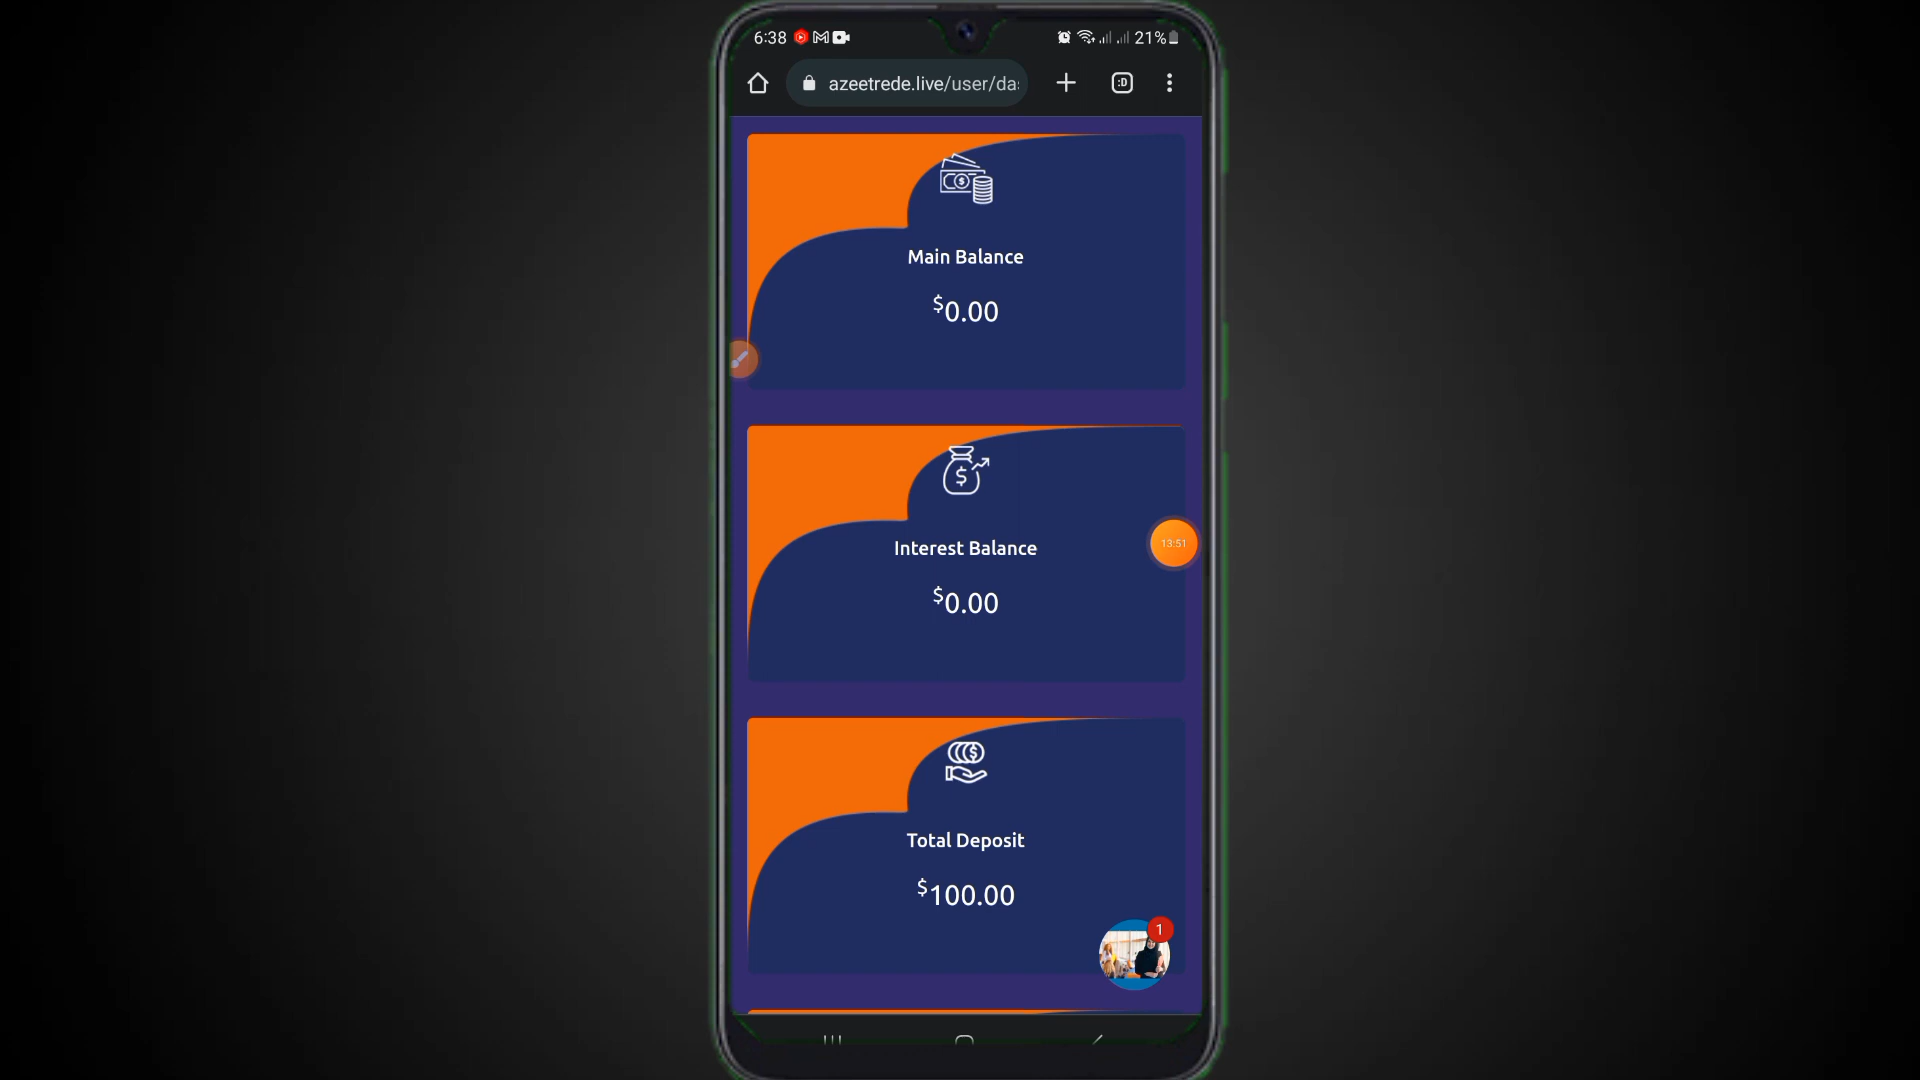 6:38
21%
azeetrede.live/user/da
Main Balance
$0.00
Interest Balance
$0.00
13:51
Total Deposit
$100.00
1